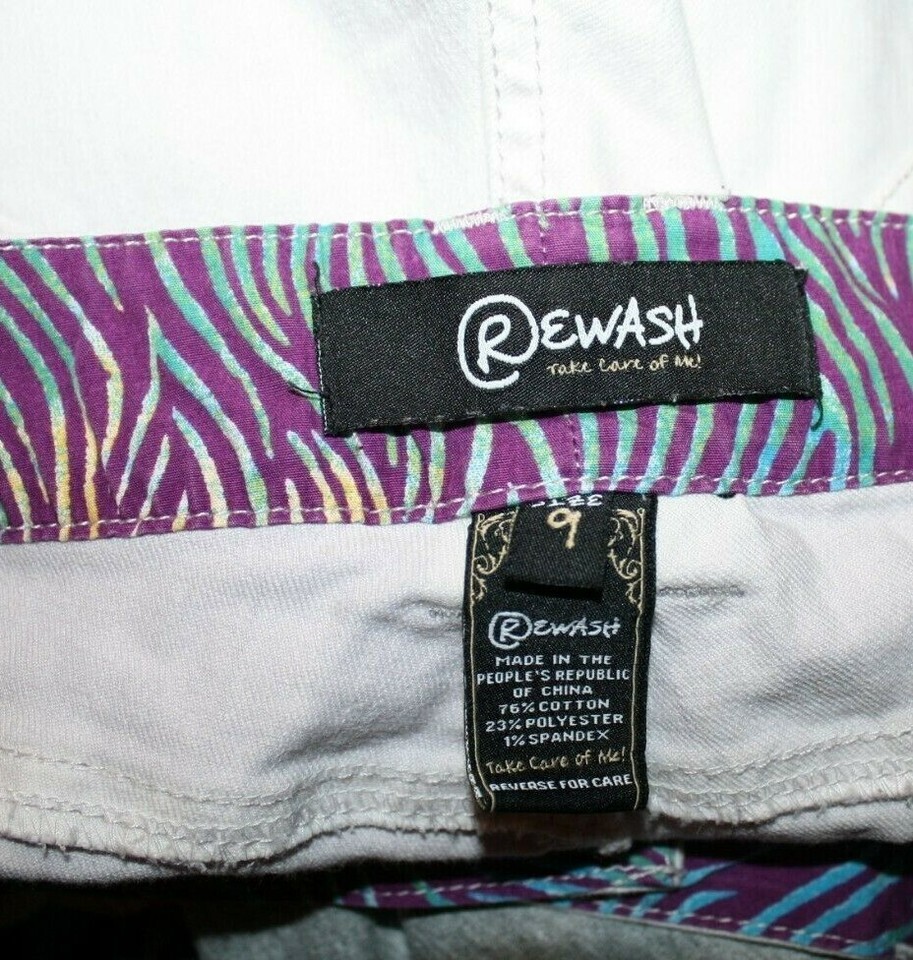 REWASH
Take Care of Me!
9
REWASH
MADE IN THE
PEOPLE'S REPUBLIC
OF CHINA
76% COTTON
23% POLYESTER
1% SPANDEX
Take Care of Me!
REVERSE FOR CARE